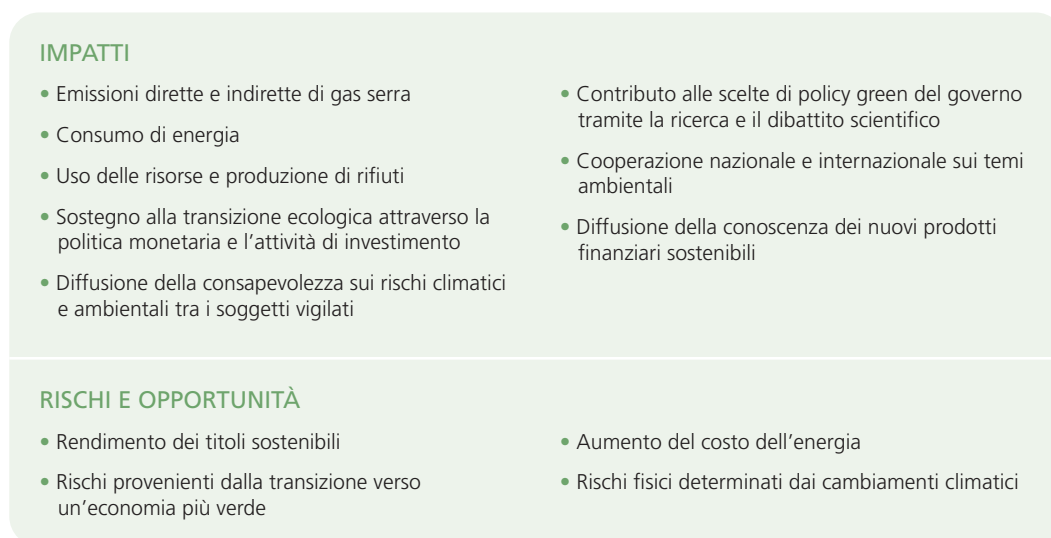 IMPATTI
• Emissioni dirette e indirette di gas serra
• Consumo di energia
• Uso delle risorse e produzione di rifiuti
• Sostegno alla transizione ecologica attraverso la
politica monetaria e l'attività di investimento
• Diffusione della consapevolezza sui rischi climatici
e ambientali tra i soggetti vigilati
• Contributo alle scelte di policy green del governo
tramite la ricerca e il dibattito scientifico
• Cooperazione nazionale e internazionale sui temi
ambientali
• Diffusione della conoscenza dei nuovi prodotti
finanziari sostenibili
RISCHI E OPPORTUNITÀ
• Rendimento dei titoli sostenibili
• Rischi provenienti dalla transizione verso
un'economia più verde
• Aumento del costo dell'energia
• Rischi fisici determinati dai cambiamenti climatici